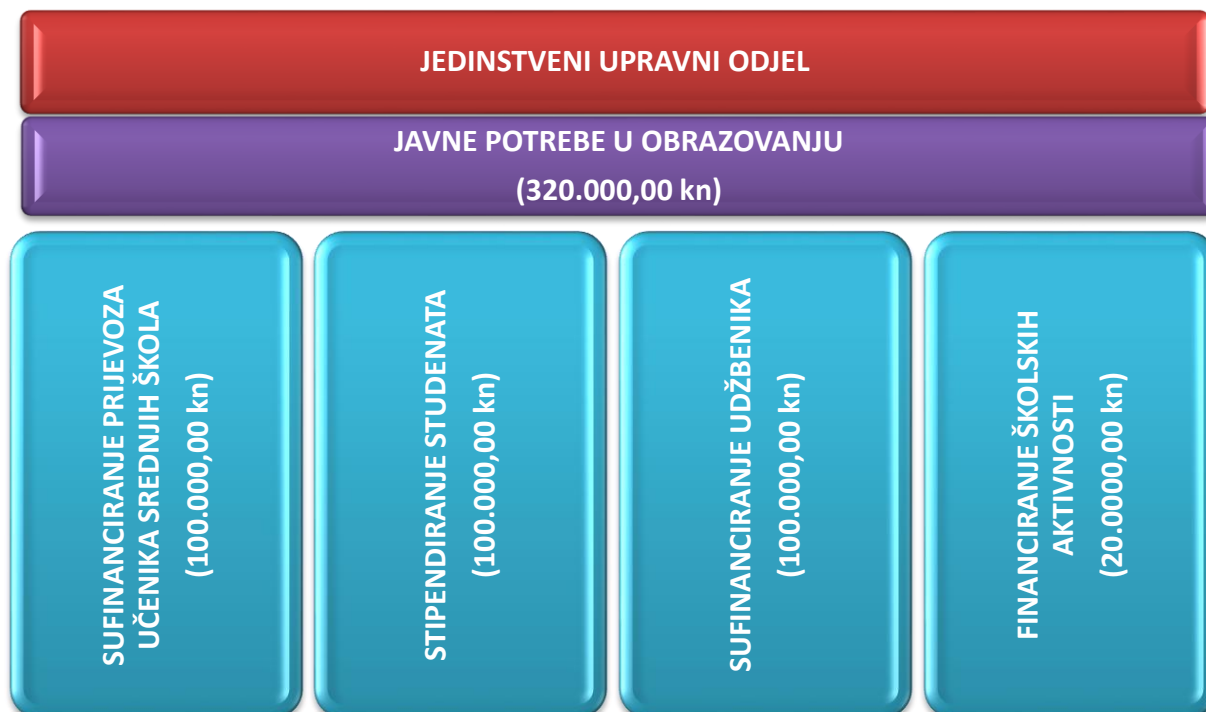 JEDINSTVENI UPRAVNI ODJEL
JAVNE POTREBE U OBRAZOVANJU
(320.000,00 kn)
SUFINANCIRANJE PRIJEVOZA
UČENIKA SREDNJIH ŠKOLA
(100.000,00 kn)
STIPENDIRANJE STUDENATA
(100.000,00 kn)
SUFINANCIRANJE UDŽBENIKA
(100.000,00 kn)
FINANCIRANJE ŠKOLSKIH
AKTIVNOSTI
(20.0000,00 kn)